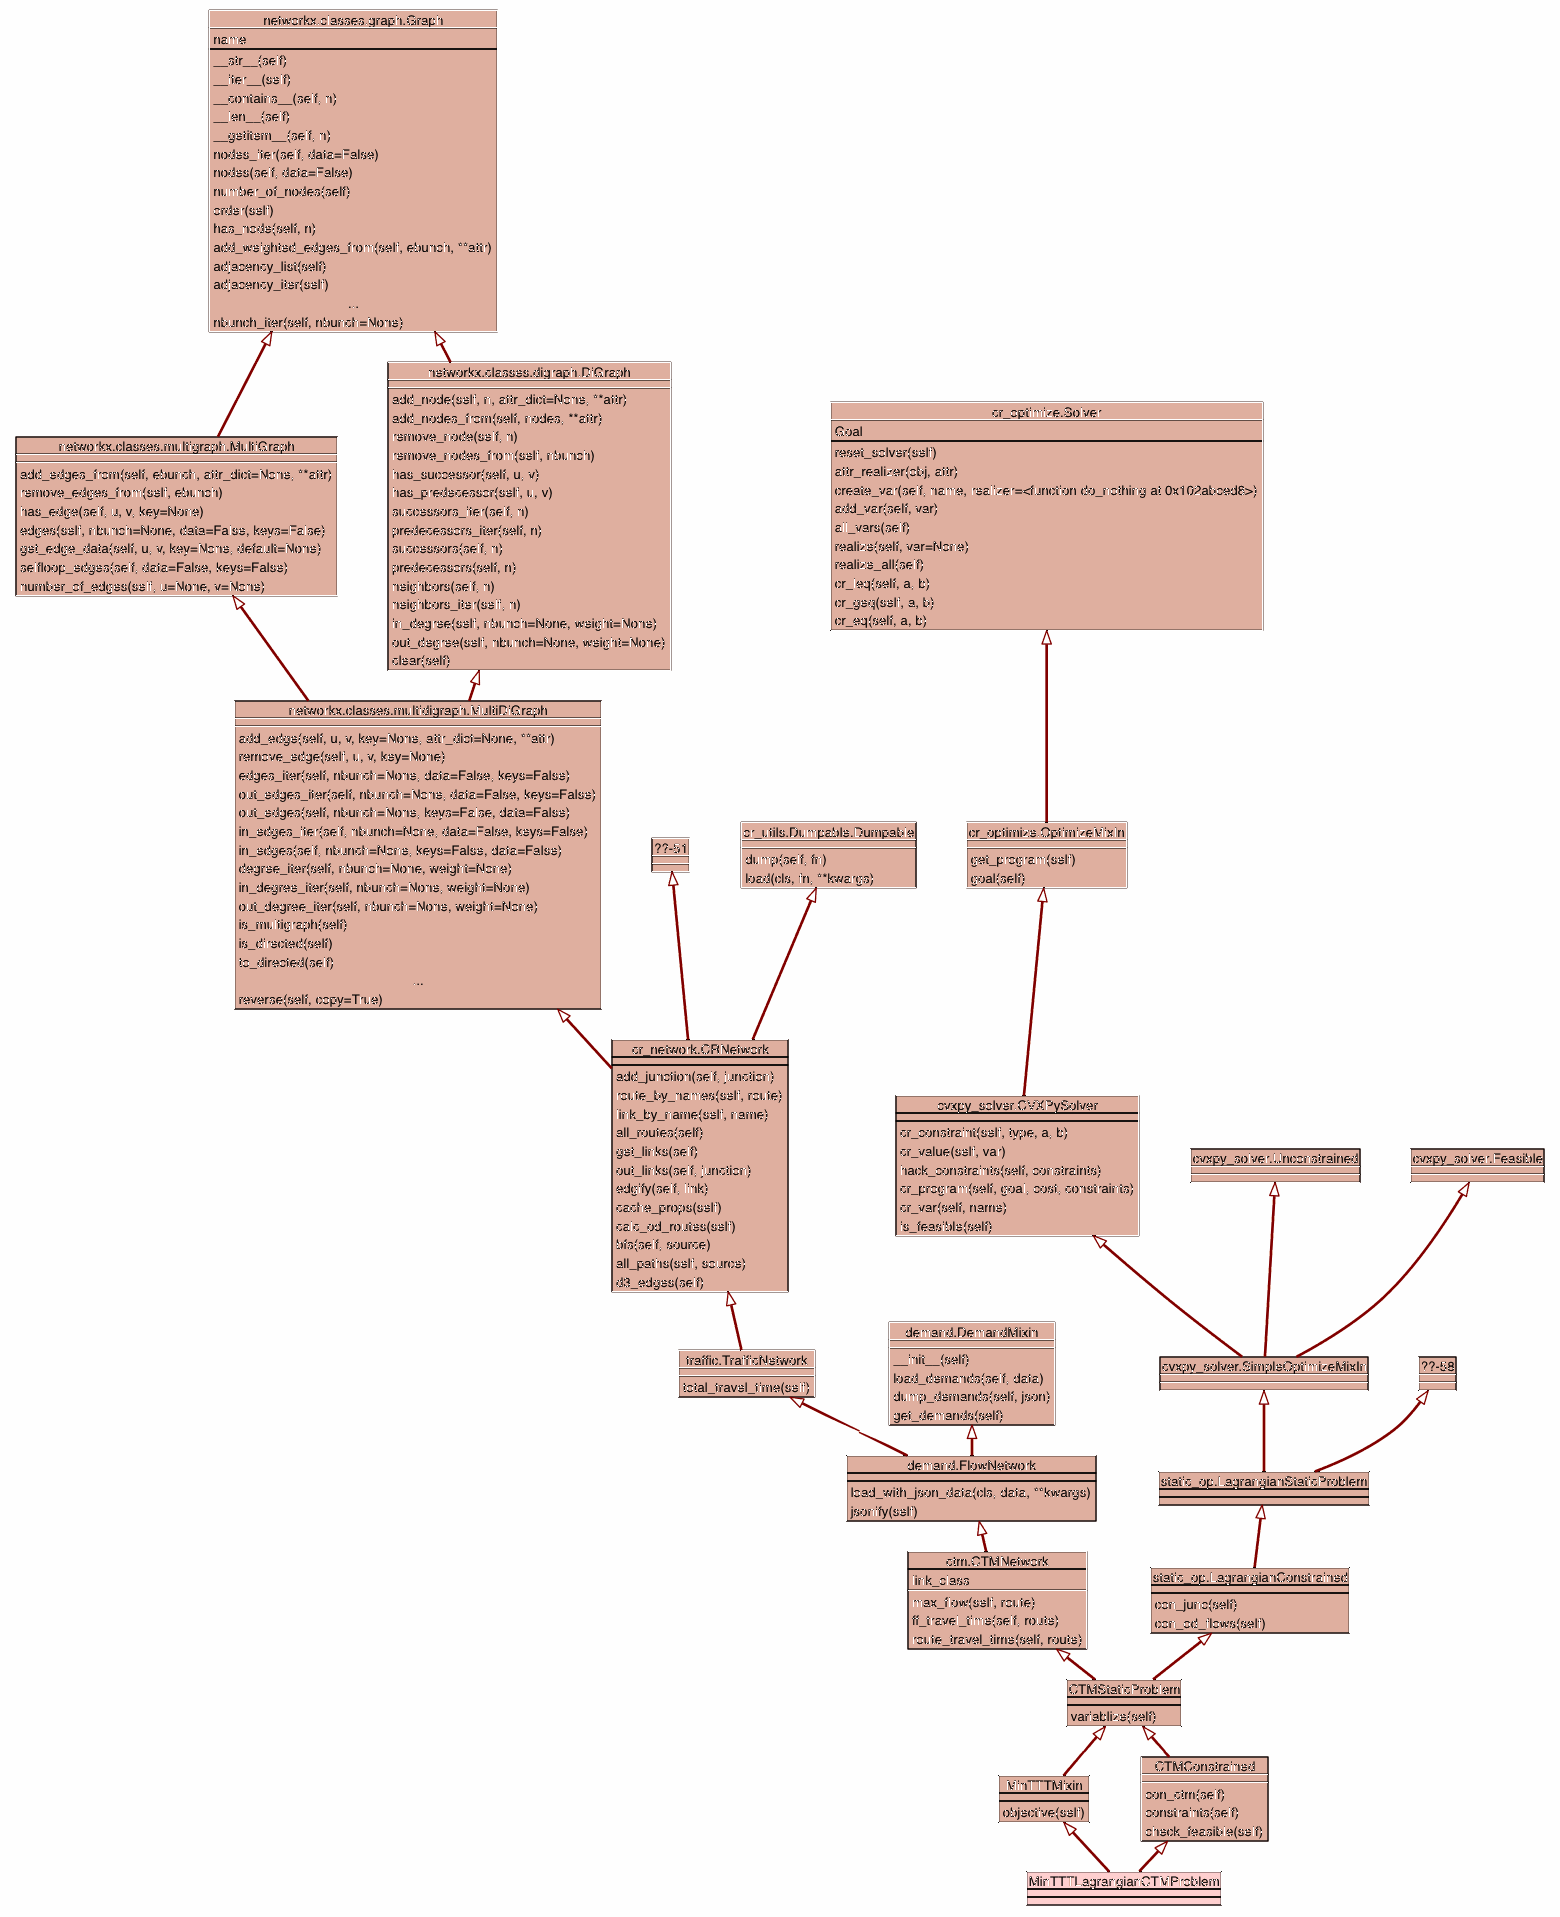 networkx.classes.graph.Graph
name
__str__(self)
__iter__(self)
__contains__(self, n)
__len__(self)
__getitem__(self, n)
nodes_iter(self, data=False)
nodes(self, data=False)
number_of_nodes(self)
order(self)
has_node(self, n)
add_weighted_edges_from(self, ebunch, **attr)
adjacency_list(self)
adjacency_iter(self)
...
nbunch_iter(self, nbunch=None)
networkx.classes.digraph.DiGraph
add_node(self, n, attr_dict=None, **attr)
add_nodes_from(self, nodes, **attr)
remove_node(self, n)
remove_nodes_from(self, nbunch)
has_successor(self, u, v)
has_predecessor(self, u, v)
successors_iter(self, n)
predecessors_iter(self, n)
successors(self, n)
predecessors(self, n)
neighbors(self, n)
neighbors_iter(self, n)
in_degree(self, nbunch=None, weight=None)
out_degree(self, nbunch=None, weight=None)
clear(self)
networkx.classes.multigraph.MultiGraph
add_edges_from(self, ebunch, attr_dict=None, **attr)
remove_edges_from(self, ebunch)
has_edge(self, u, v, key=None)
edges(self, nbunch=None, data=False, keys=False)
get_edge_data(self, u, v, key=None, default=None)
selfloop_edges(self, data=False, keys=False)
number_of_edges(self, u=None, v=None)
cr_optimize.Solver
Goal
reset_solver(self)
attr_realizer(obj, attr)
create_var(self, name, realizer=<function do_nothing at 0x102abced8>)
add_var(self, var)
all_vars(self)
realize(self, var=None)
realize_all(self)
cr_leq(self, a, b)
cr_geq(self, a, b)
cr_eq(self, a, b)
networkx.classes.multidigraph.MultiDiGraph
add_edge(self, u, v, key=None, attr_dict=None, **attr)
remove_edge(self, u, v, key=None)
edges_iter(self, nbunch=None, data=False, keys=False)
out_edges_iter(self, nbunch=None, data=False, keys=False)
out_edges(self, nbunch=None, keys=False, data=False)
in_edges_iter(self, nbunch=None, data=False, keys=False)
in_edges(self, nbunch=None, keys=False, data=False)
degree_iter(self, nbunch=None, weight=None)
in_degree_iter(self, nbunch=None, weight=None)
out_degree_iter(self, nbunch=None, weight=None)
is_multigraph(self)
is_directed(self)
to_directed(self)
...
reverse(self, copy=True)
??-51
cr_utils.Dumpable.Dumpable
dump(self, fn)
load(cls, fn, **kwargs)
cr_optimize.OptimizeMixin
get_program(self)
goal(self)
cr_network.CRNetwork
add_junction(self, junction)
route_by_names(self, route)
link_by_name(self, name)
all_routes(self)
get_links(self)
out_links(self, junction)
edgify(self, link)
cache_props(self)
calc_od_routes(self)
bfs(self, source)
all_paths(self, source)
d3_edges(self)
cvxpy_solver.CVXPySolver
cr_constraint(self, type, a, b)
cr_value(self, var)
hack_constraints(self, constraints)
cr_program(self, goal, cost, constraints)
cr_var(self, name)
is_feasible(self)
cvxpy_solver.Unconstrained
cvxpy_solver.Feasible
traffic.TrafficNetwork
total_travel_time(self)
demand.DemandMixin
__init__(self)
load_demands(self, data)
dump_demands(self, json)
get_demands(self)
cvxpy_solver.SimpleOptimizeMixIn
??-58
demand.FlowNetwork
load_with_json_data(cls, data, **kwargs)
jsonify(self)
static_op.LagrangianStaticProblem
ctm.CTMNetwork
link_class
max_flow(self, route)
ff_travel_time(self, route)
route_travel_time(self, route)
static_op.LagrangianConstrained
con_junc(self)
con_od_flows(self)
CTMStaticProblem
variablize(self)
MinTTTMixin
objective(self)
CTMConstrained
con_ctm(self)
constraints(self)
check_feasible(self)
MinTTTLagrangianCTMProblem